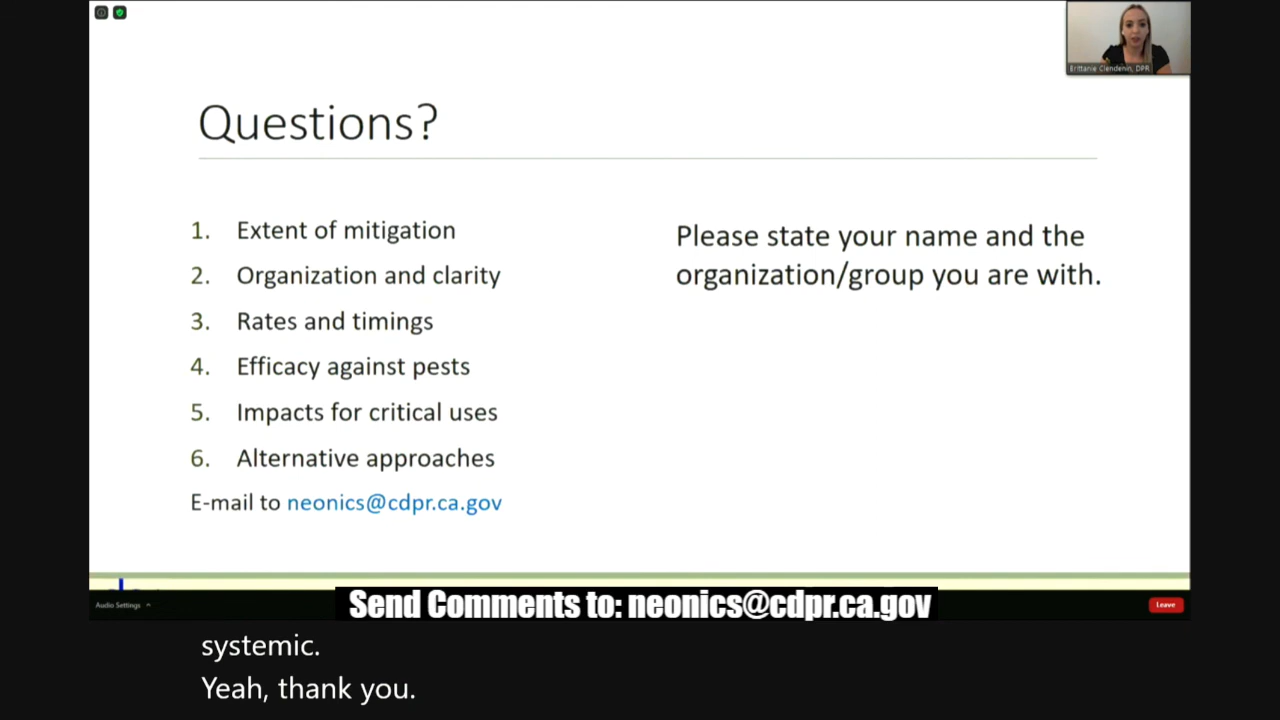 Brittanie Clendenin, DPR
Questions?
1. Extent of mitigation
2. Organization and clarity
3. Rates and timings
4. Efficacy against pests
5. Impacts for critical uses
6. Alternative approaches
E-mail to neonics@cdpr.ca.gov
Please state your name and the
organization/group you are with.
Audio Settings
Send Comments to: neonics@cdpr.ca.gov
Leave
systemic.
Yeah, thank you.